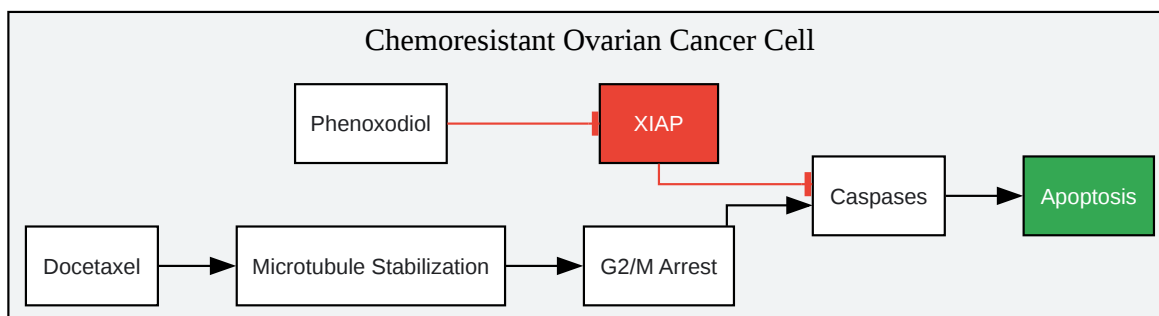 Chemoresistant Ovarian Cancer Cell
Phenoxodiol
XIAP
Caspases
Apoptosis
Docetaxel
Microtubule Stabilization
G2/M Arrest